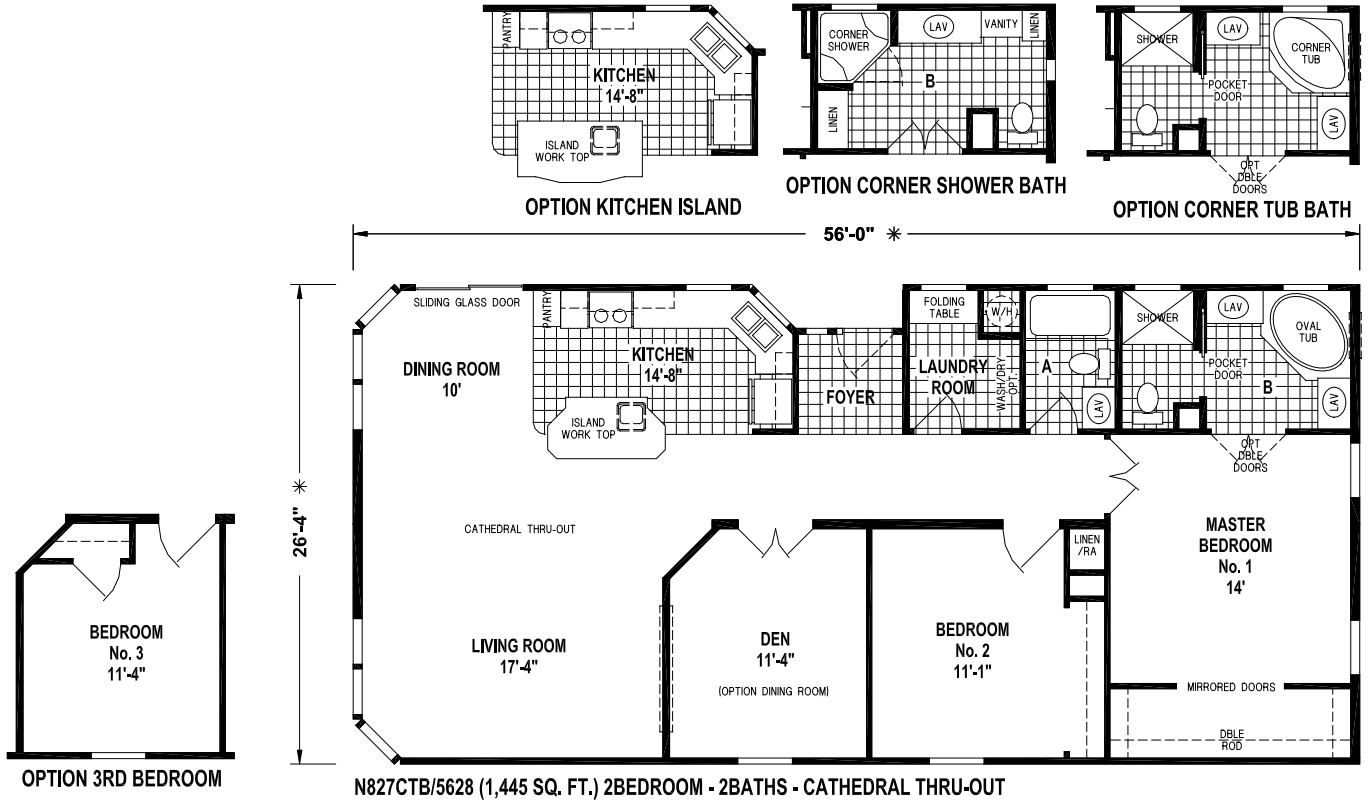 PANTRY
KITCHEN
14'-8"
ISLAND
WORK TOP
OPTION KITCHEN ISLAND
CORNER
SHOWER
LAV
VANITY
LINEN
B
LINEN
OPTION CORNER SHOWER BATH
SHOWER
LAV
CORNER
TUB
POCKET
DOOR
LAV
OPT
DBLE
DOORS
OPTION CORNER TUB BATH
56'-0" ✳
26'-4" ✳
SLIDING GLASS DOOR
DINING ROOM
10'
PANTRY
KITCHEN
14'-8"
ISLAND
WORK TOP
FOYER
FOLDING
TABLE
W/H
LAUNDRY
ROOM
WASH/DRY
OPT.
A
LAV
SHOWER
LAV
OVAL
TUB
POCKET
DOOR
B
LAV
OPT
DBLE
DOORS
CATHEDRAL THRU-OUT
LIVING ROOM
17'-4"
DEN
11'-4"
(OPTION DINING ROOM)
BEDROOM
No. 2
11'-1"
LINEN
/RA
MASTER
BEDROOM
No. 1
14'
MIRRORED DOORS
DBLE
ROD
BEDROOM
No. 3
11'-4"
OPTION 3RD BEDROOM
N827CTB/5628 (1,445 SQ. FT.) 2BEDROOM - 2BATHS - CATHEDRAL THRU-OUT